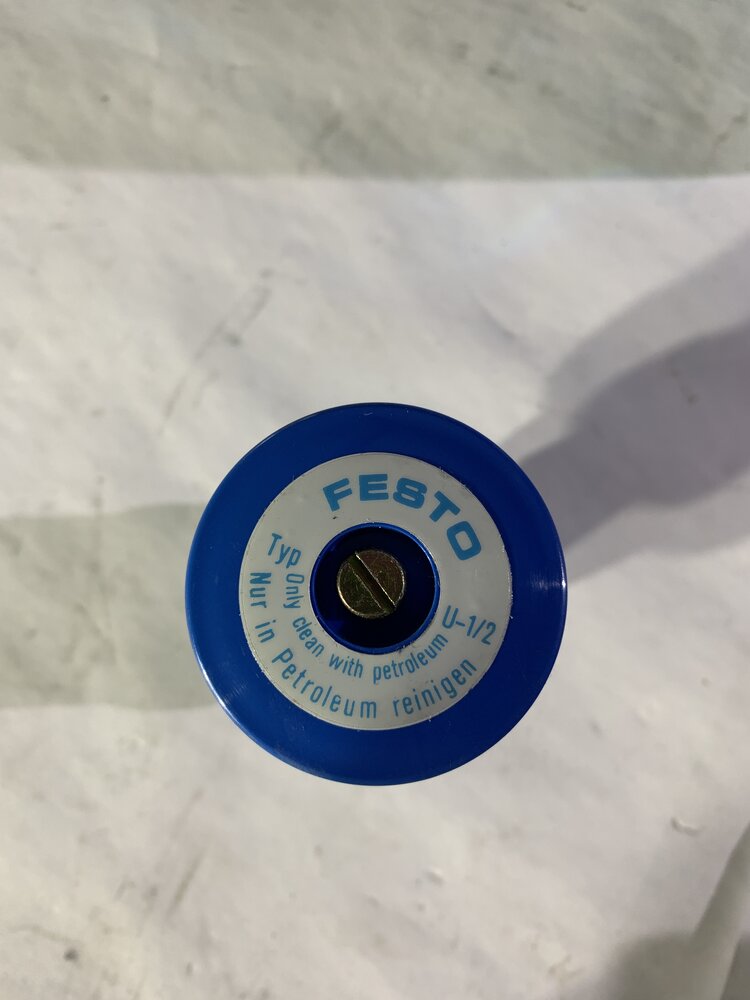 FESTO
Typ U-1/2
Only clean with petroleum
Nur in Petroleum reinigen